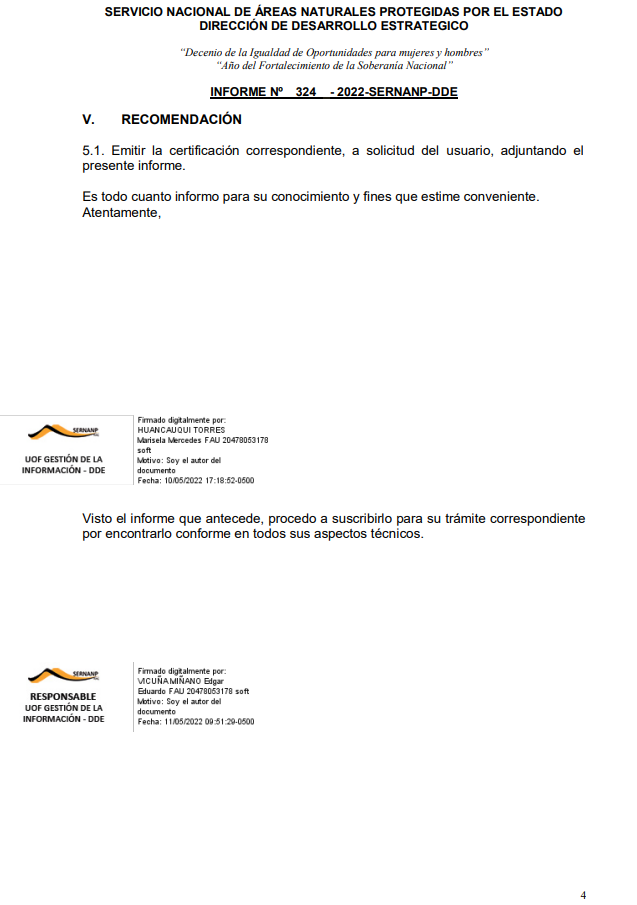 SERVICIO NACIONAL DE ÁREAS NATURALES PROTEGIDAS POR EL ESTADO
DIRECCIÓN DE DESARROLLO ESTRATEGICO
“Decenio de la Igualdad de Oportunidades para mujeres y hombres”
“Año del Fortalecimiento de la Soberanía Nacional”
INFORME Nº 324 - 2022-SERNANP-DDE
V. RECOMENDACIÓN
5.1. Emitir la certificación correspondiente, a solicitud del usuario, adjuntando el
presente informe.
Es todo cuanto informo para su conocimiento y fines que estime conveniente.
Atentamente,
SERNANP
UOF GESTIÓN DE LA
INFORMACIÓN - DDE
Firmado digitalmente por:
HUANCAUQUI TORRES
Marisela Mercedes FAU 20478053178
soft
Motivo: Soy el autor del
documento
Fecha: 10/05/2022 17:18:52-0500
Visto el informe que antecede, procedo a suscribirlo para su trámite correspondiente
por encontrarlo conforme en todos sus aspectos técnicos.
SERNANP
RESPONSABLE
UOF GESTIÓN DE LA
INFORMACIÓN - DDE
Firmado digitalmente por:
VICUÑA MIÑANO Edgar
Eduardo FAU 20478053178 soft
Motivo: Soy el autor del
documento
Fecha: 11/05/2022 09:51:29-0500
4